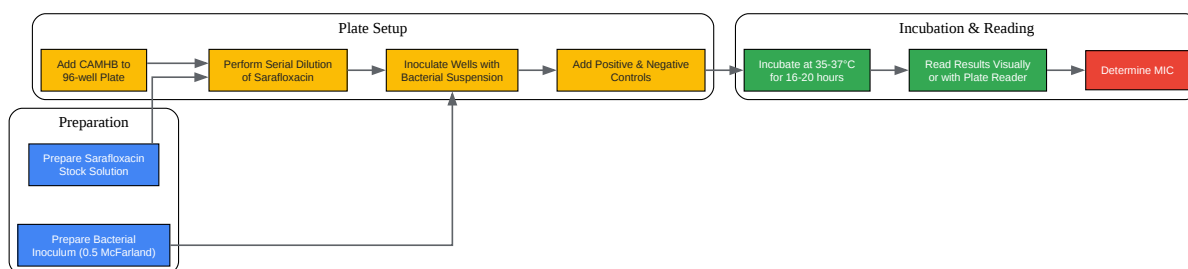 Plate Setup
Add CAMHB to
96-well Plate
Perform Serial Dilution
of Sarafloxacin
Inoculate Wells with
Bacterial Suspension
Add Positive & Negative
Controls
Incubation & Reading
Incubate at 35-37°C
for 16-20 hours
Read Results Visually
or with Plate Reader
Determine MIC
Preparation
Prepare Sarafloxacin
Stock Solution
Prepare Bacterial
Inoculum (0.5 McFarland)